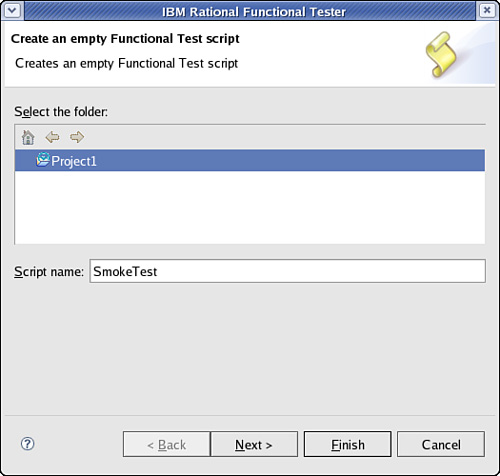 IBM Rational Functional Tester
Create an empty Functional Test script
Creates an empty Functional Test script
Select the folder:
Project1
Script name: SmokeTest
? < Back Next > Finish Cancel